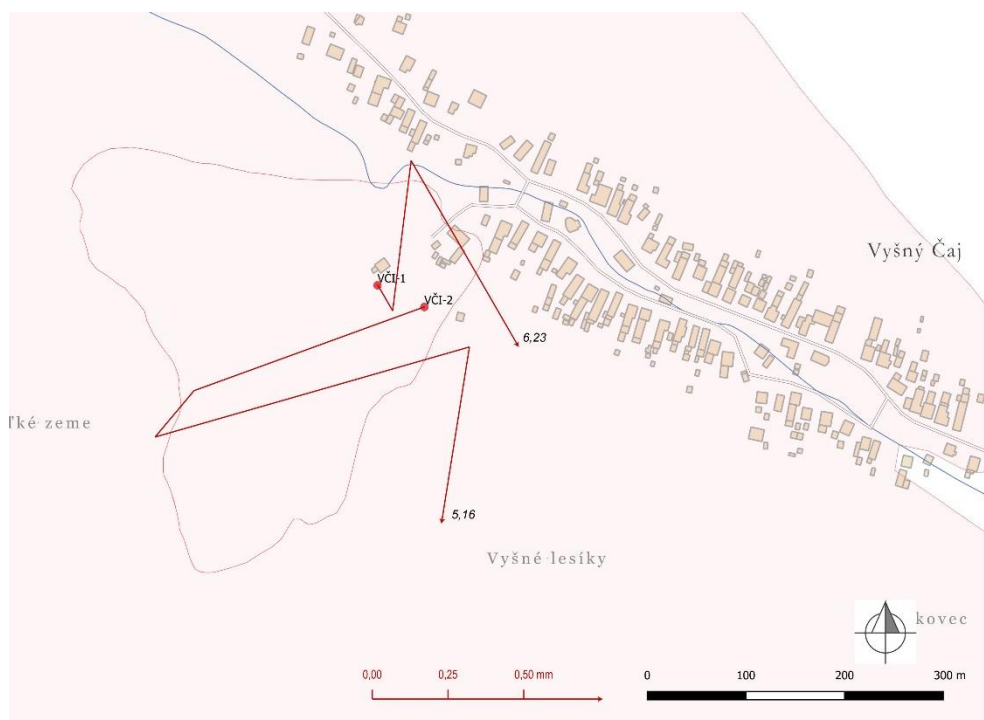 Vyšný Čaj
VČI-1
VČI-2
6,23
ľké zeme
5,16
Vyšné lesíky
kovec
0,00 0,25 0,50 mm
0 100 200 300 m